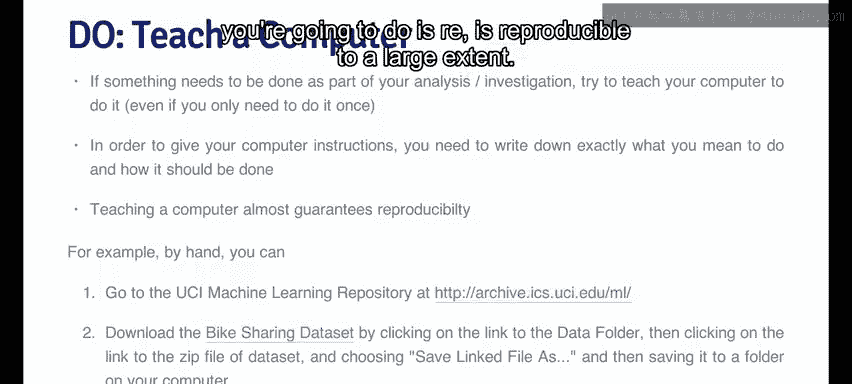 DO: Teach a Computer
you're going to do is re, is reproducible
to a large extent.
· If something needs to be done as part of your analysis / investigation, try to teach your computer to
do it (even if you only need to do it once)
· In order to give your computer instructions, you need to write down exactly what you mean to do
and how it should be done
· Teaching a computer almost guarantees reproducibilty
For example, by hand, you can
1. Go to the UCI Machine Learning Repository at http://archive.ics.uci.edu/ml/
2. Download the Bike Sharing Dataset by clicking on the link to the Data Folder, then clicking on the
link to the zip file of dataset, and choosing "Save Linked File As..." and then saving it to a folder
on your computer